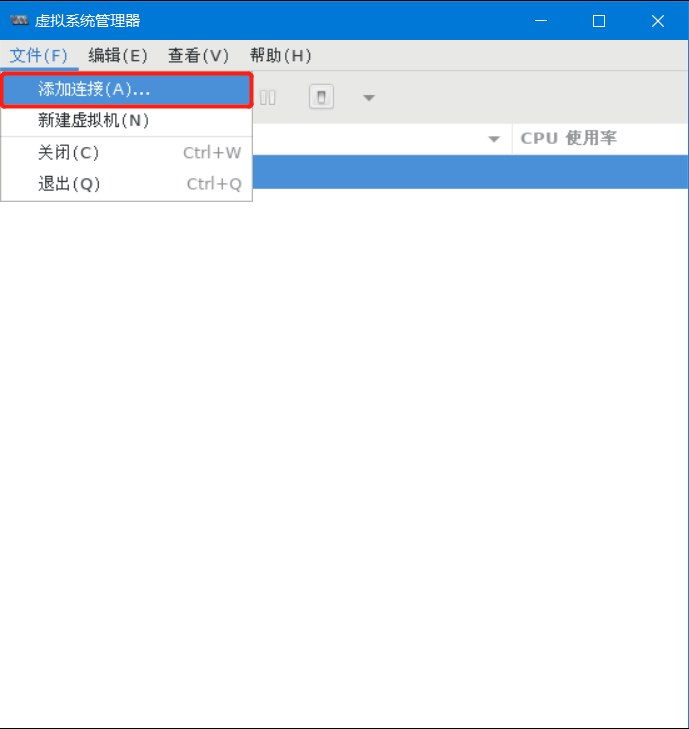 虚拟系统管理器
文件(F) 编辑(E) 查看(V) 帮助(H)
添加连接(A)...
新建虚拟机(N)
CPU 使用率
关闭(C) Ctrl+W
退出(Q) Ctrl+Q